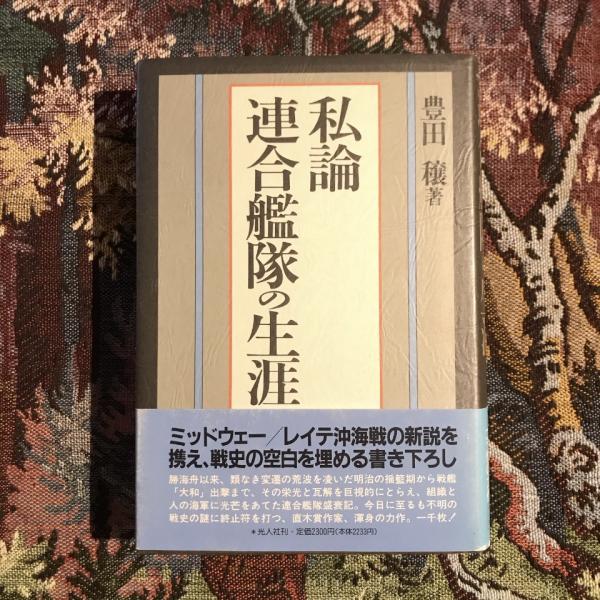 豊田 穣著
私論
連合艦隊の生涯
ミッドウェー/レイテ沖海戦の新説を
携え、戦史の空白を埋める書き下ろし
勝海舟以来、類なき変遷の荒波を凌いだ明治の揺籃期から戦艦
「大和」出撃まで、その栄光と瓦解を巨視的にとらえ、組織と
人の海軍に光芒をあてた連合艦隊盛衰記。今日に至るも不明の
戦史の謎に終止符を打つ、直木賞作家、渾身の力作。一千枚!
*光人社刊・定価2300円(本体2233円)